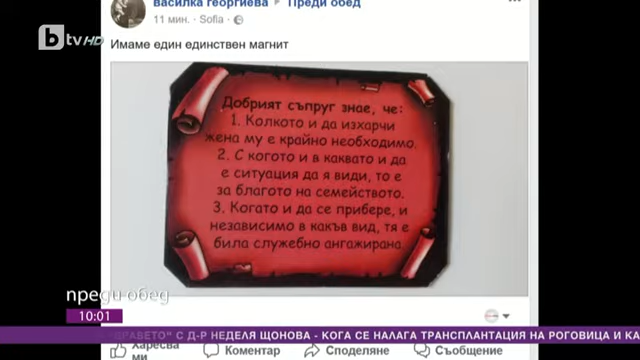 василка георгиева ▸ Преди обед
11 мин. · Sofia ·
bTV HD
Имаме един единствен магнит
Добрият съпруг знае, че:
1. Колкото и да изхарчи
жена му е крайно необходимо.
2. С когото и в каквато и да
е ситуация да я види, то е
за благото на семейството.
3. Когато и да се прибере, и
независимо в какъв вид, тя е
била служебно ангажирана.
преди обед
10:01
С Д-Р НЕДЕЛЯ ЩОНОВА - КОГА СЕ НАЛАГА ТРАНСПЛАНТАЦИЯ НА РОГОВИЦА И КА
Харесва
ми
Коментар
Споделяне
Съобщение